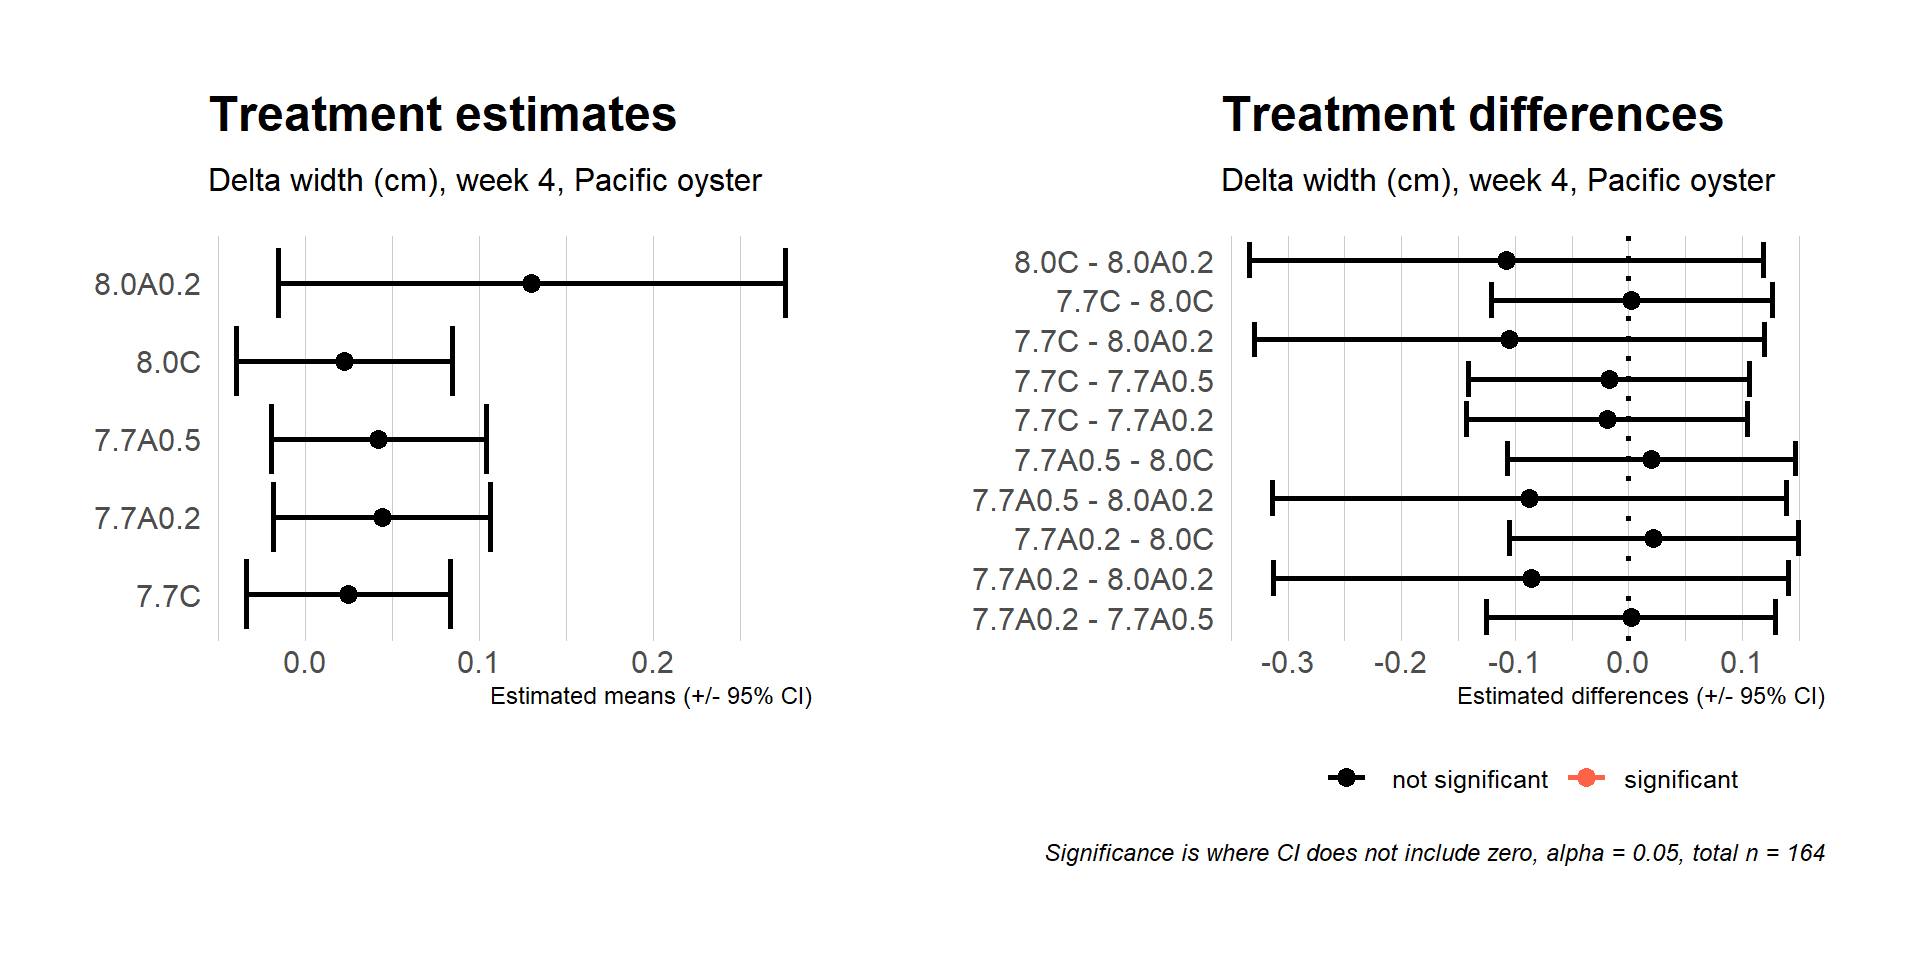 Treatment estimates
Delta width (cm), week 4, Pacific oyster
8.0A0.2
8.0C
7.7A0.5
7.7A0.2
7.7C
0.0 0.1 0.2
Estimated means (+/- 95% CI)
Treatment differences
Delta width (cm), week 4, Pacific oyster
8.0C - 8.0A0.2
7.7C - 8.0C
7.7C - 8.0A0.2
7.7C - 7.7A0.5
7.7C - 7.7A0.2
7.7A0.5 - 8.0C
7.7A0.5 - 8.0A0.2
7.7A0.2 - 8.0C
7.7A0.2 - 8.0A0.2
7.7A0.2 - 7.7A0.5
-0.3 -0.2 -0.1 0.0 0.1
Estimated differences (+/- 95% CI)
not significant significant
Significance is where CI does not include zero, alpha = 0.05, total n = 164